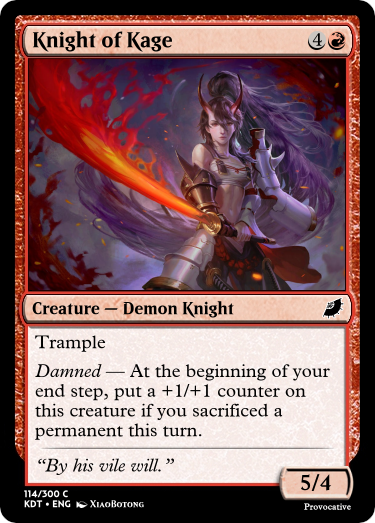 Knight of Kage 4
Creature — Demon Knight
Trample
Damned — At the beginning of your
end step, put a +1/+1 counter on
this creature if you sacrificed a
permanent this turn.
“By his vile will.”
5/4
114/300 C
KDT • ENG XiaoBotong
Provocative